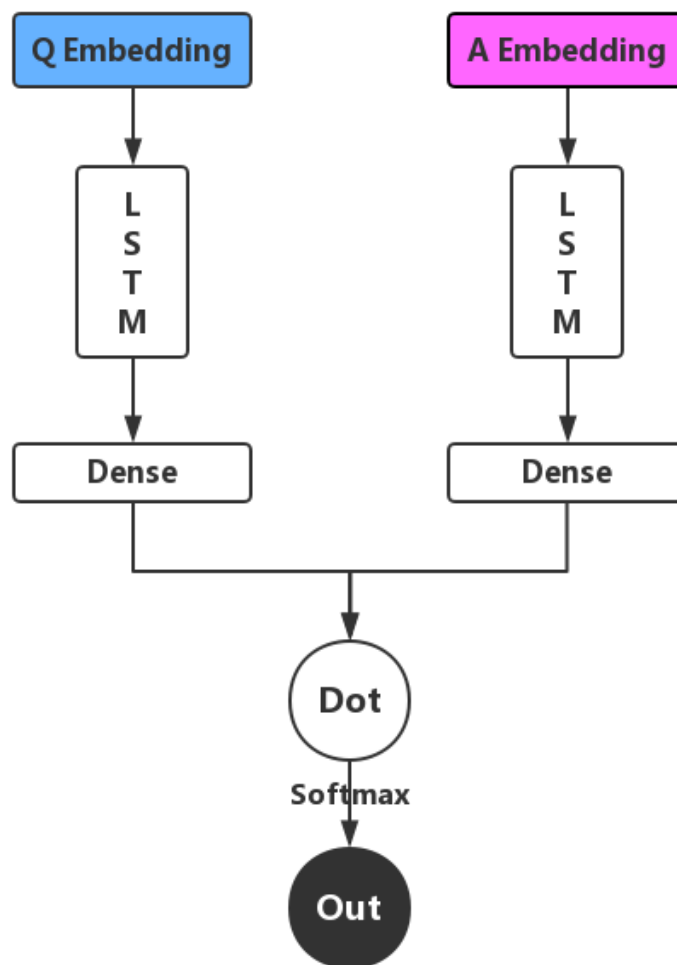 Q Embedding
A Embedding
L
S
T
M
L
S
T
M
Dense
Dense
Dot
Softmax
Out